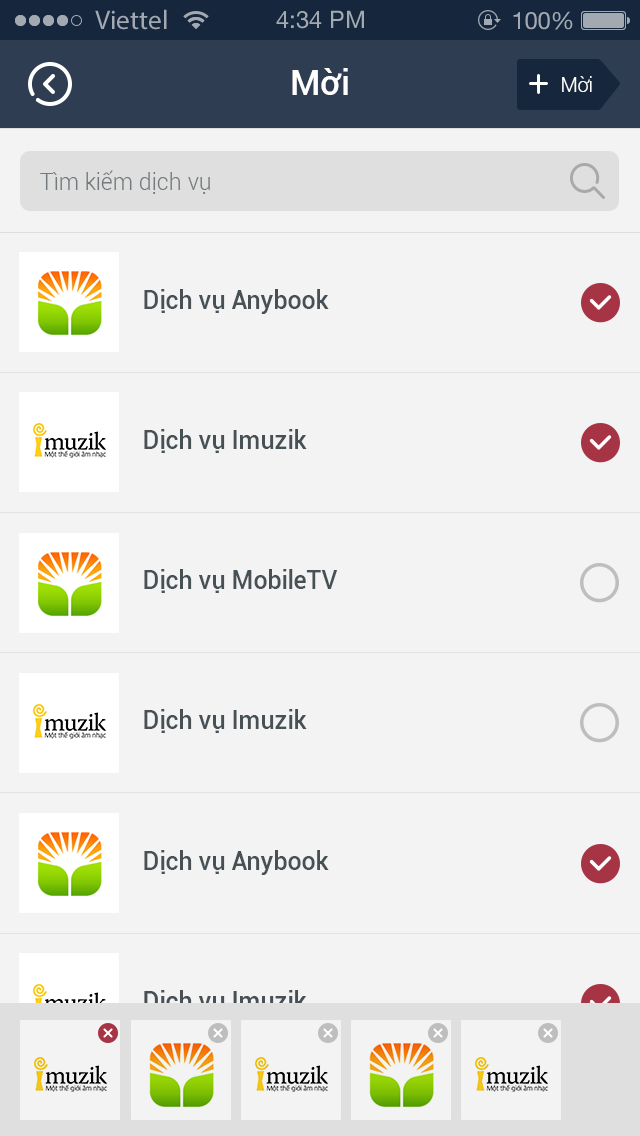 Viettel 4:34 PM 100%
Mời
+ Mời
Tìm kiếm dịch vụ
Dịch vụ Anybook
imuzik
Một thế giới âm nhạc
Dịch vụ Imuzik
Dịch vụ MobileTV
imuzik
Một thế giới âm nhạc
Dịch vụ Imuzik
Dịch vụ Anybook
imuzik
Dịch vụ Imuzik
imuzik
Một thế giới âm nhạc
imuzik
Một thế giới âm nhạc
imuzik
Một thế giới âm nhạc